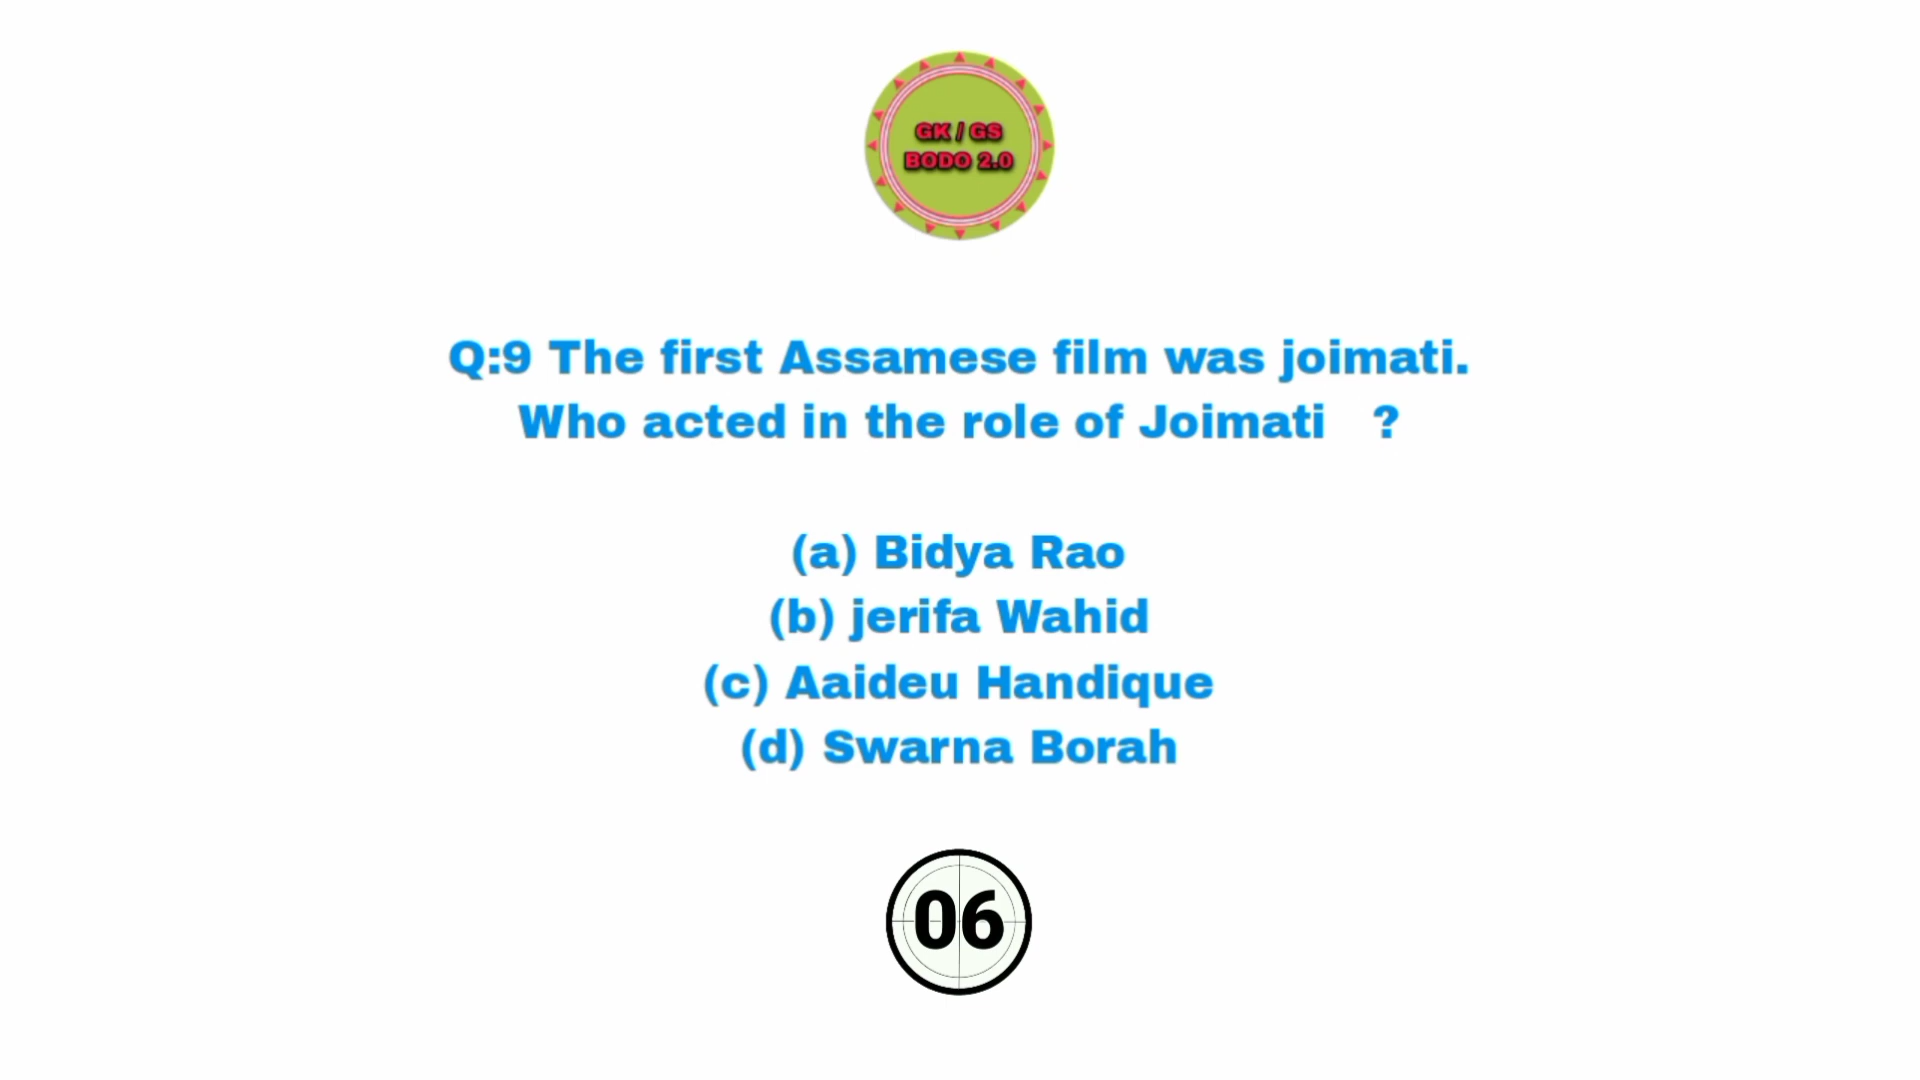 GK / GS
BODO 2.0
Q:9 The first Assamese film was joimati.
Who acted in the role of Joimati ?
(a) Bidya Rao
(b) jerifa Wahid
(c) Aaideu Handique
(d) Swarna Borah
06